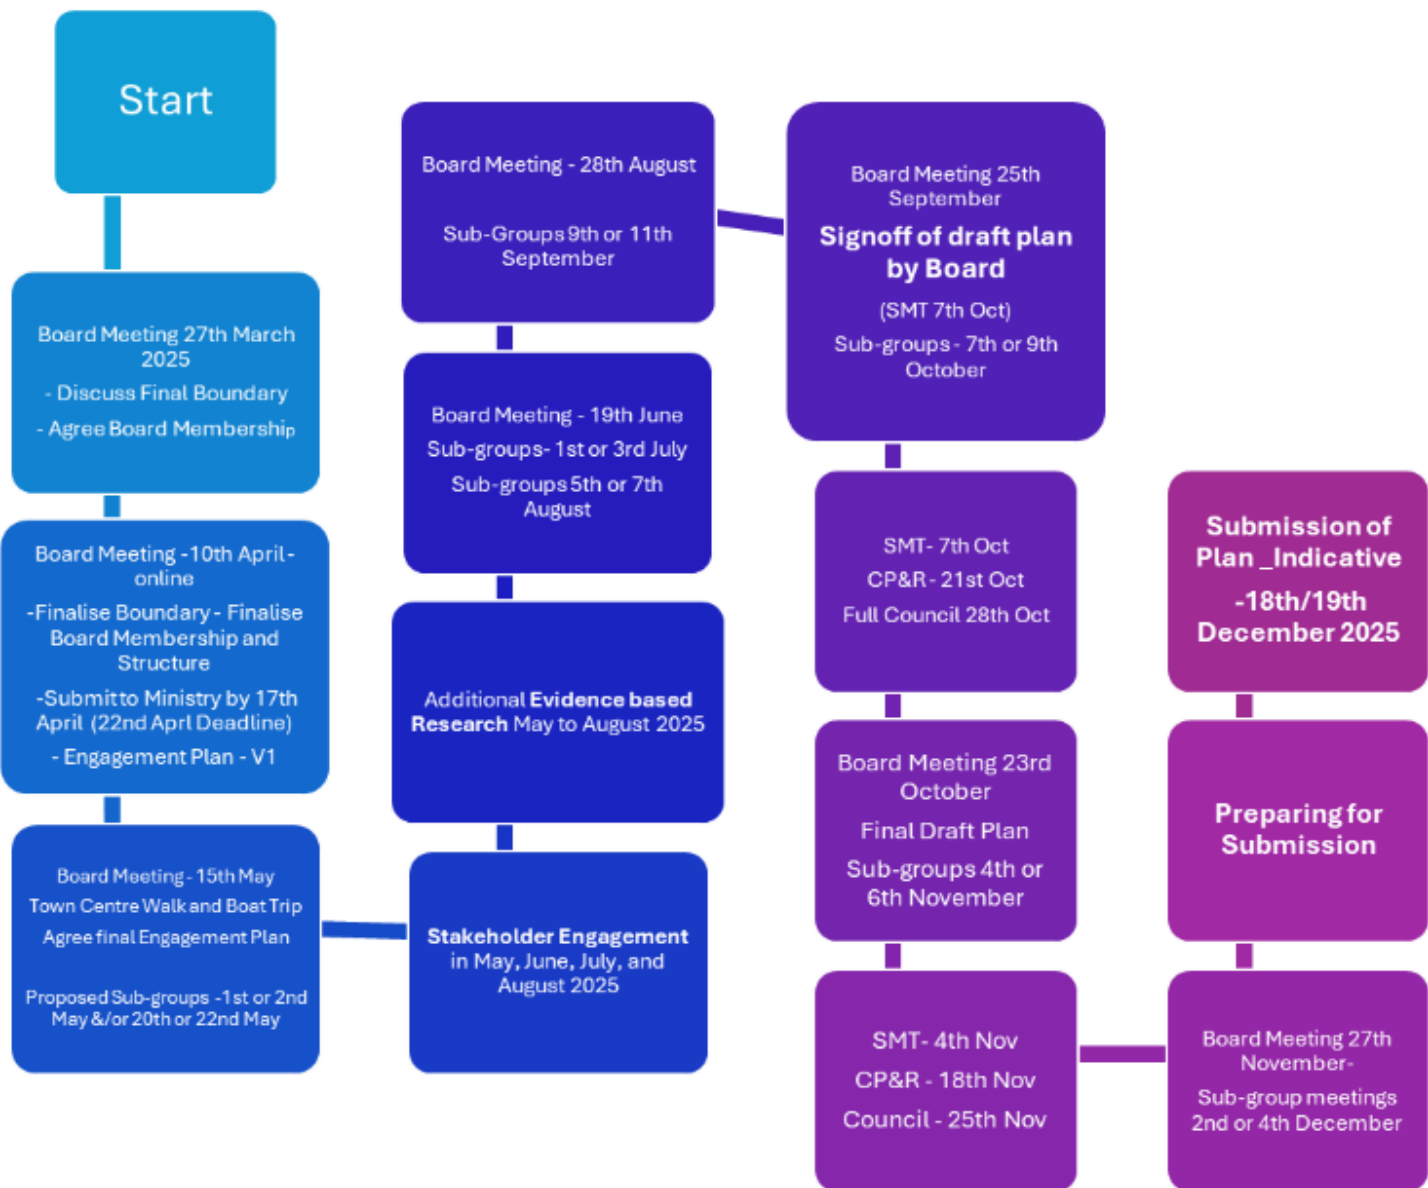 Start
Board Meeting 27th March
2025
- Discuss Final Boundary
- Agree Board Membership
Board Meeting -10th April -
online
-Finalise Boundary - Finalise
Board Membership and
Structure
-Submit to Ministry by 17th
April (22nd Aprl Deadline)
- Engagement Plan - V1
Board Meeting - 15th May
Town Centre Walk and Boat Trip
Agree final Engagement Plan
Proposed Sub-groups -1st or 2nd
May &/or 20th or 22nd May
Stakeholder Engagement
in May, June, July, and
August 2025
Additional Evidence based
Research May to August 2025
Board Meeting - 19th June
Sub-groups- 1st or 3rd July
Sub-groups 5th or 7th
August
Board Meeting - 28th August
Sub-Groups 9th or 11th
September
Board Meeting 25th
September
Signoff of draft plan
by Board
(SMT 7th Oct)
Sub-groups - 7th or 9th
October
SMT- 7th Oct
CP&R - 21st Oct
Full Council 28th Oct
Board Meeting 23rd
October
Final Draft Plan
Sub-groups 4th or
6th November
SMT- 4th Nov
CP&R - 18th Nov
Council - 25th Nov
Board Meeting 27th
November-
Sub-group meetings
2nd or 4th December
Preparing for
Submission
Submission of
Plan _Indicative
-18th/19th
December 2025